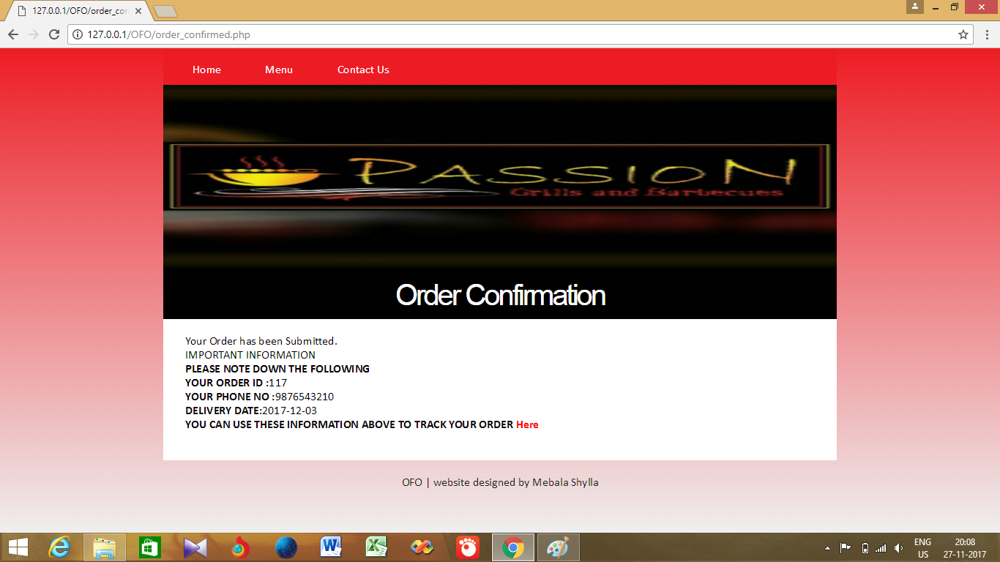 127.0.0.1/OFO/order_con
127.0.0.1/OFO/order_confirmed.php
Home Menu Contact Us
PASSION
Grills and Barbecues
Order Confirmation
Your Order has been Submitted.
IMPORTANT INFORMATION
PLEASE NOTE DOWN THE FOLLOWING
YOUR ORDER ID :117
YOUR PHONE NO :9876543210
DELIVERY DATE:2017-12-03
YOU CAN USE THESE INFORMATION ABOVE TO TRACK YOUR ORDER Here
OFO | website designed by Mebala Shylla
ENG 20:08
US 27-11-2017